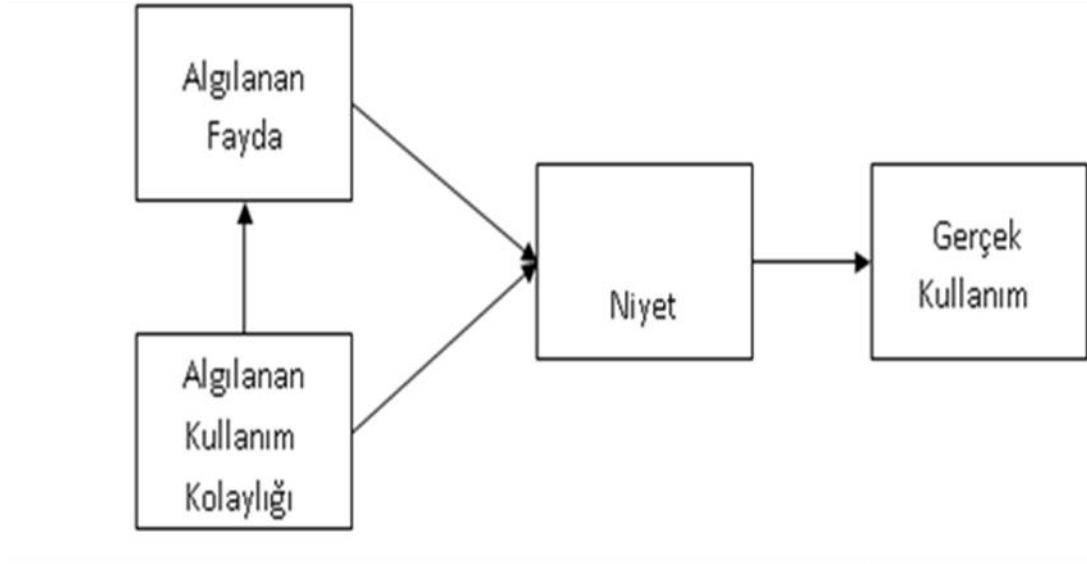 Algılanan
Fayda
Algılanan
Kullanım
Kolaylığı
Niyet
Gerçek
Kullanım